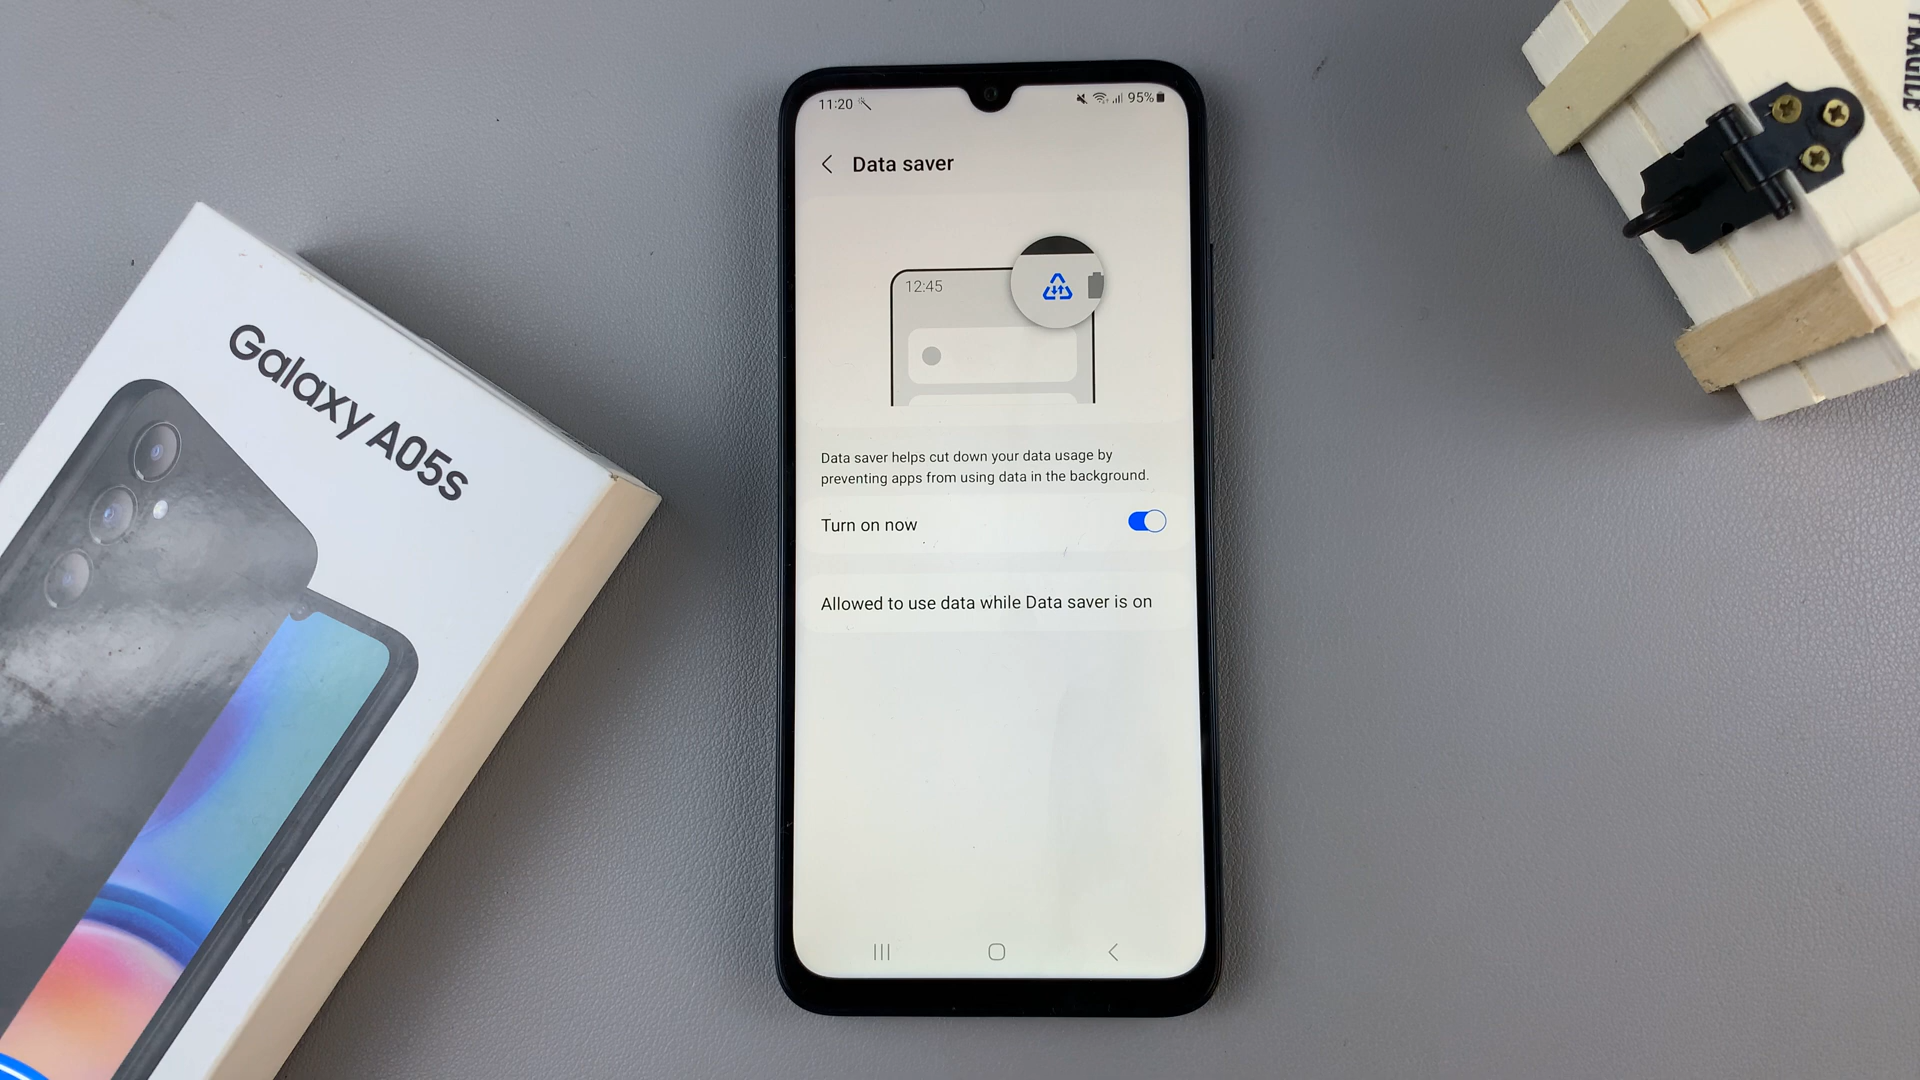 11:20
95%
Data saver
12:45
Data saver helps cut down your data usage by
preventing apps from using data in the background.
Turn on now
Allowed to use data while Data saver is on
Galaxy A05s
FRAGILE